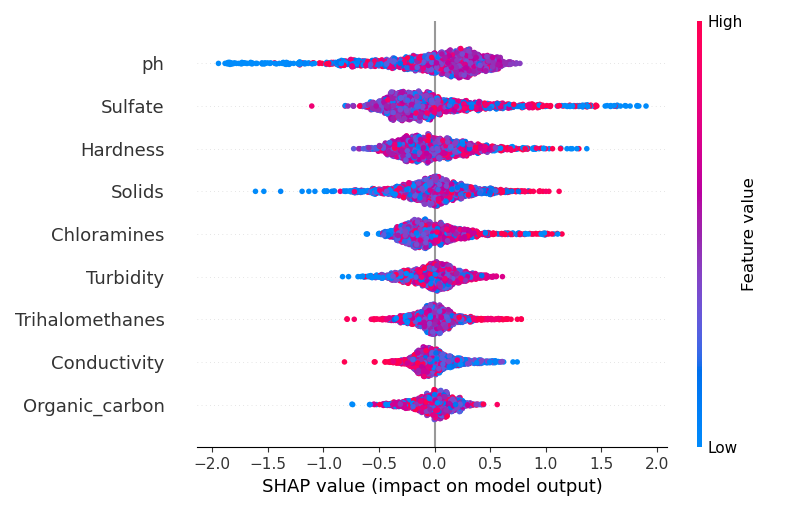 High
ph
Sulfate
Hardness
Solids
Chloramines
Turbidity
Trihalomethanes
Conductivity
Organic_carbon
Feature value
Low
−2.0 −1.5 −1.0 −0.5 0.0 0.5 1.0 1.5 2.0
SHAP value (impact on model output)